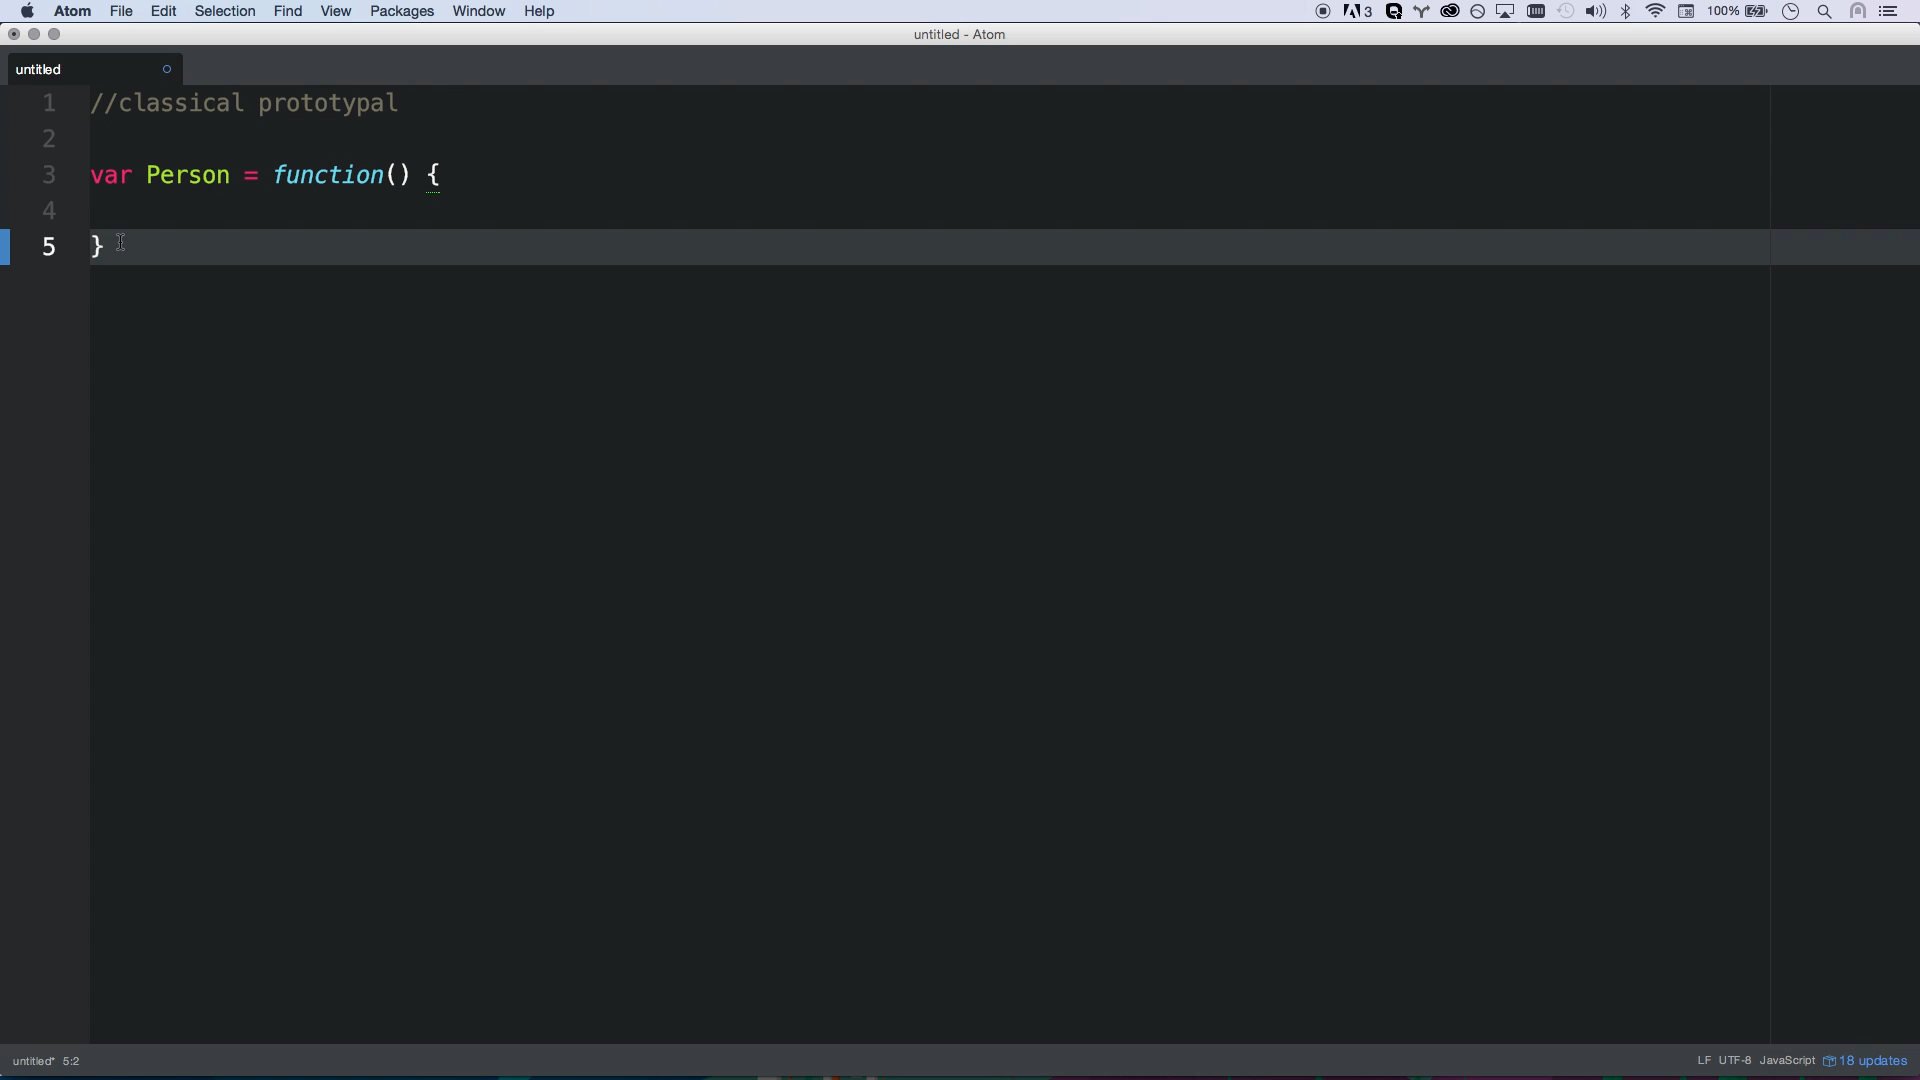 Atom File Edit Selection Find View Packages Window Help 3 100%
untitled - Atom
untitled
1 //classical prototypal
2
3 var Person = function() {
4
5 }
untitled* 5:2 LF UTF-8 JavaScript 18 updates